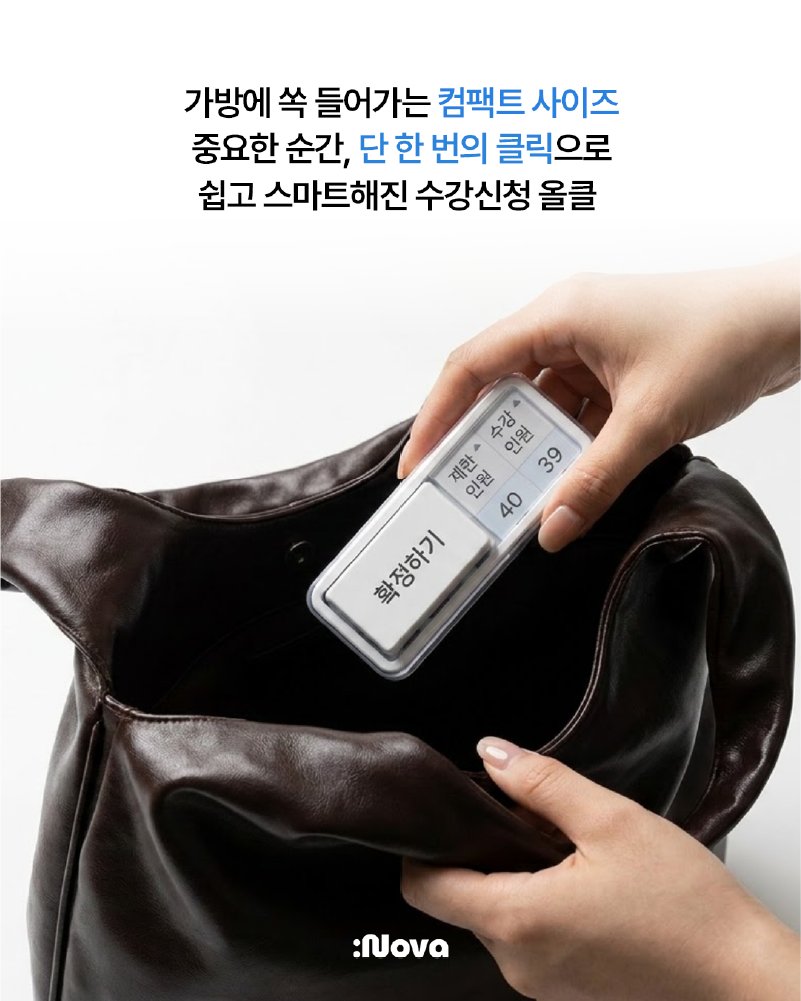 가방에 쏙 들어가는 컴팩트 사이즈
중요한 순간, 단 한 번의 클릭으로
쉽고 스마트해진 수강신청 올클
제한 인원
수강 인원
40
39
확정하기
:Nova